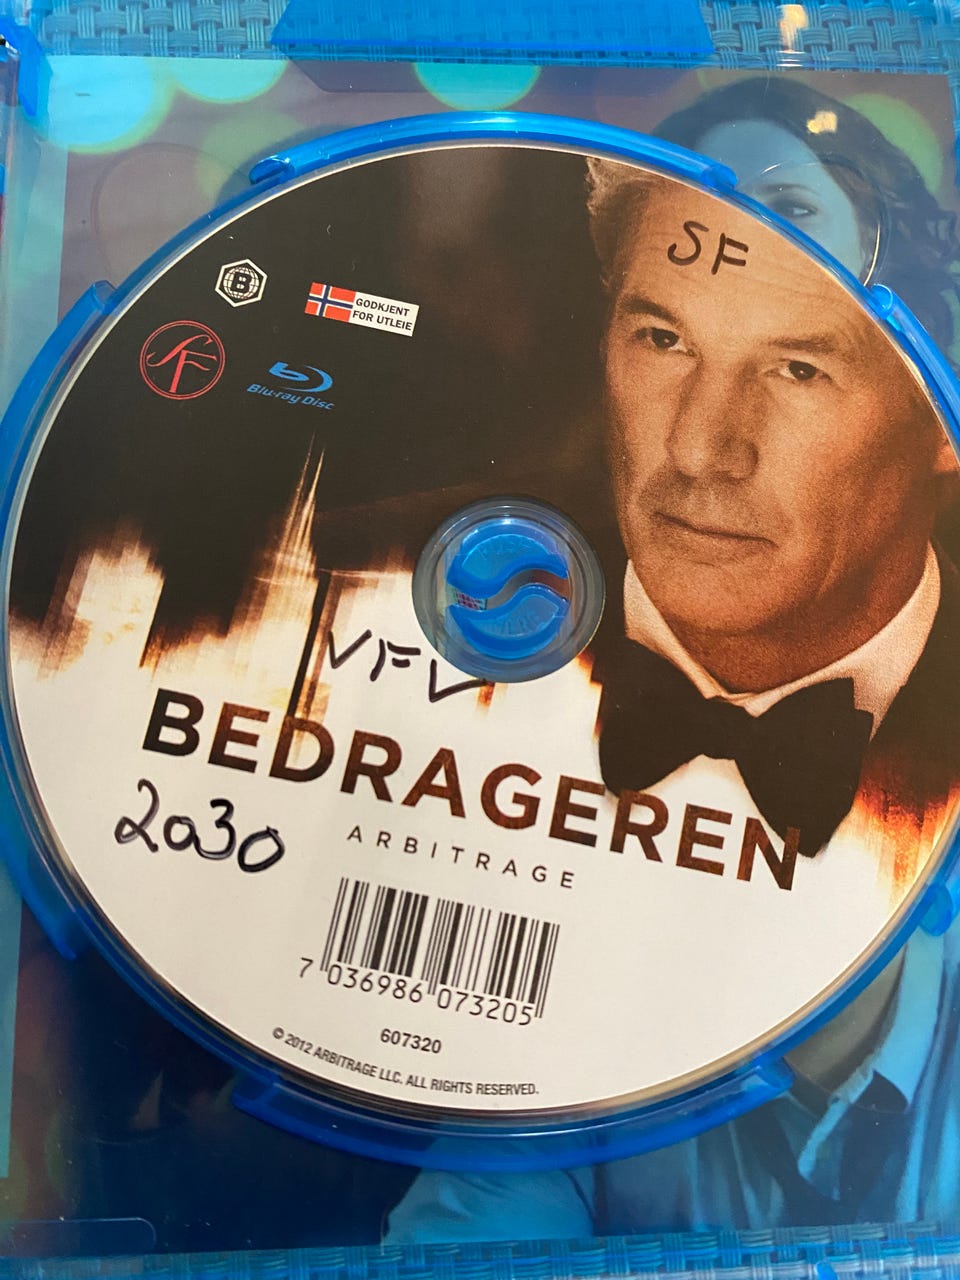 SF
B
GODKJENT
FOR UTLEIE
SF
Blu-ray Disc
VFV
BEDRAGEREN
2030
ARBITRAGE
7 036986 073205
607320
© 2012 ARBITRAGE LLC. ALL RIGHTS RESERVED.